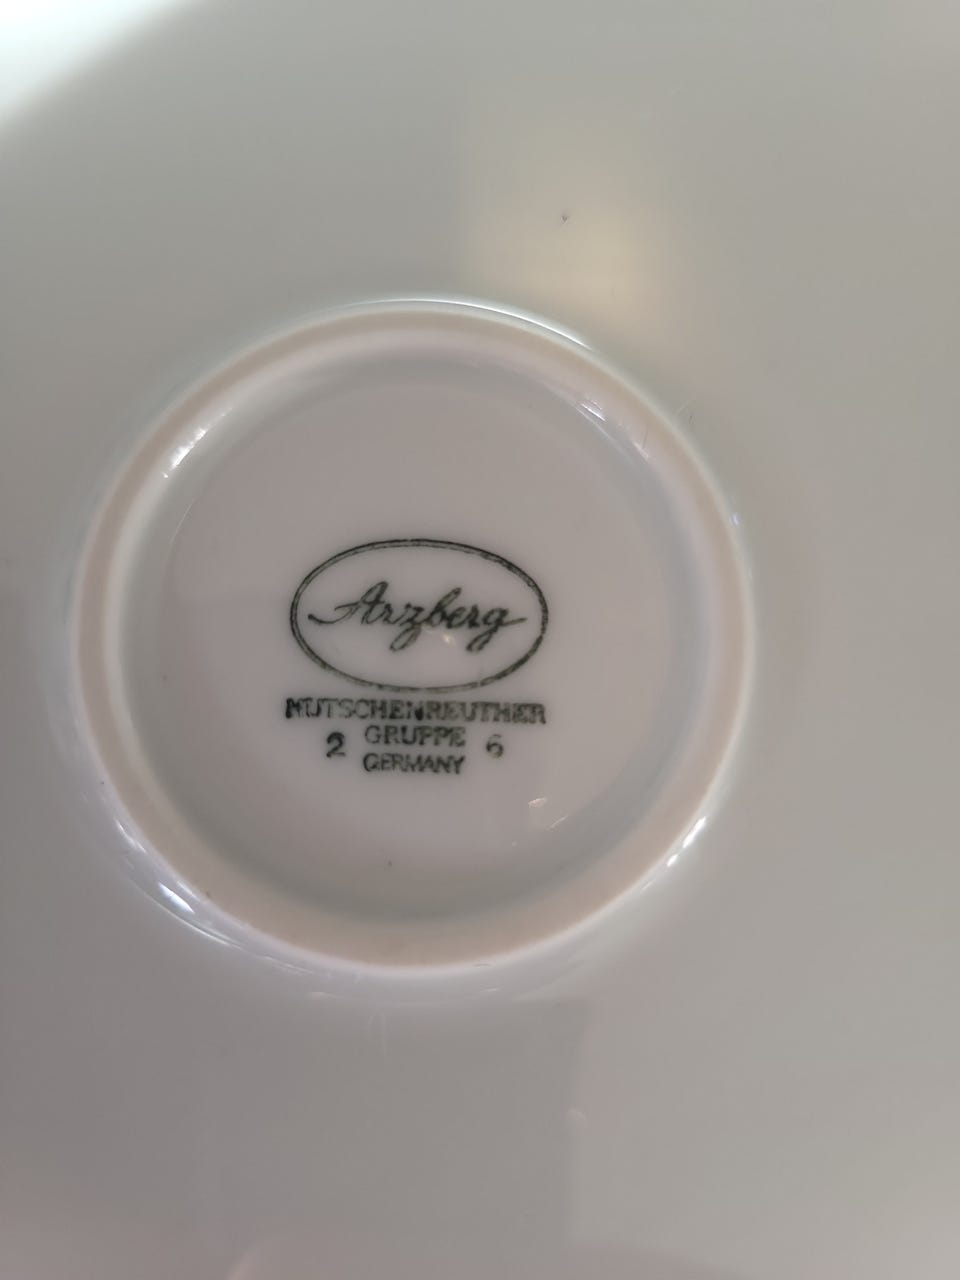 Arzberg
HUTSCHENREUTHER
GRUPPE
2 6
GERMANY